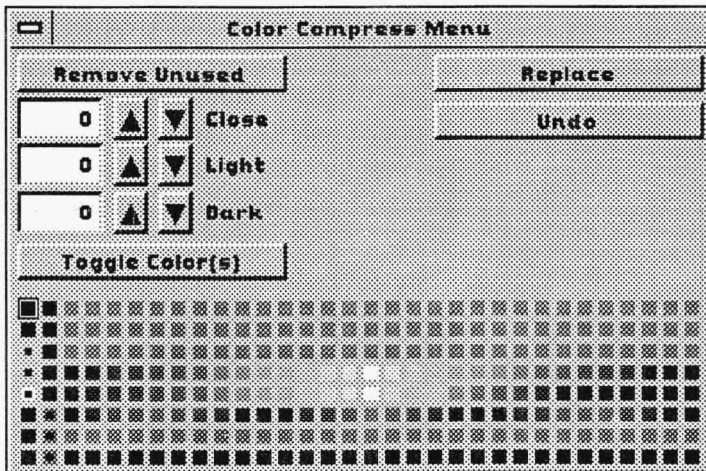 Color Compress Menu
Remove Unused
Replace
0 Close
Undo
0 Light
0 Dark
Toggle Color(s)